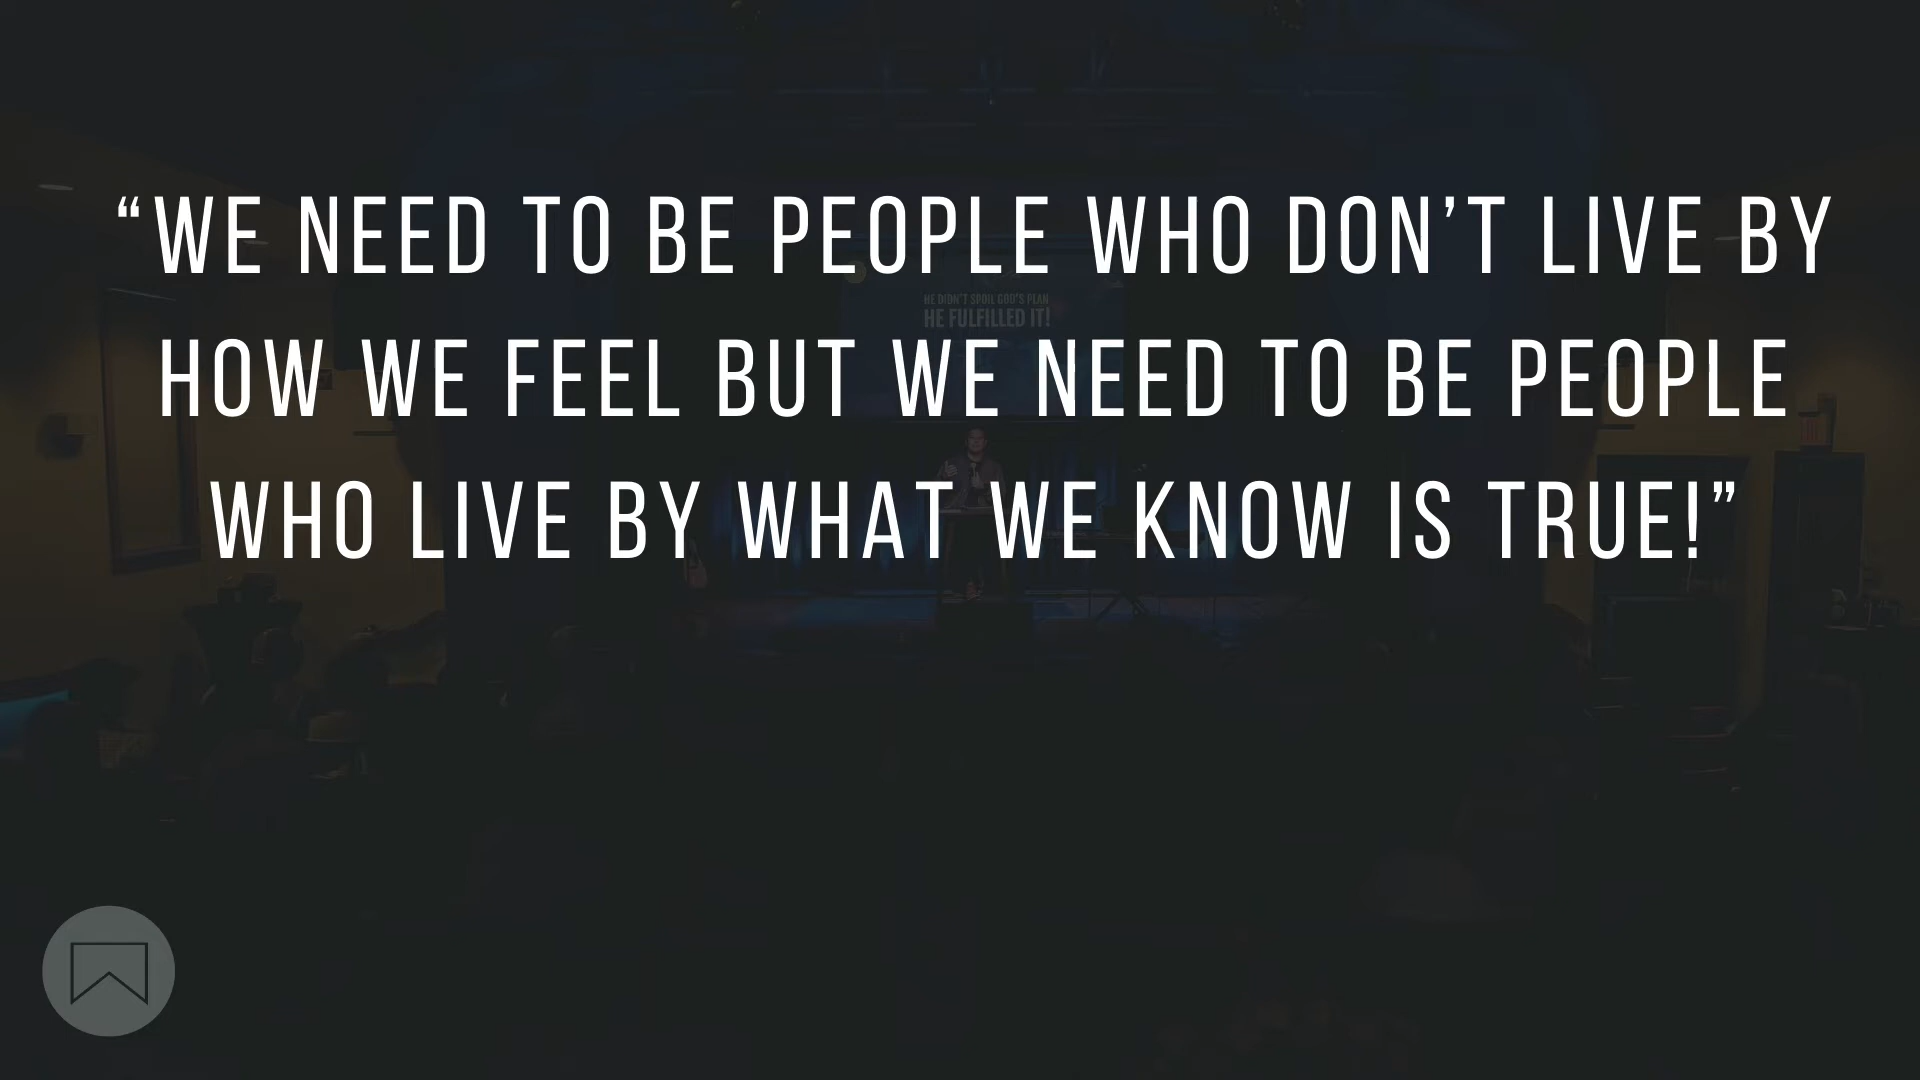 “WE NEED TO BE PEOPLE WHO DON’T LIVE BY
HOW WE FEEL BUT WE NEED TO BE PEOPLE
WHO LIVE BY WHAT WE KNOW IS TRUE!”
HE DIDN'T SPOIL GOD'S PLAN
HE FULFILLED IT!